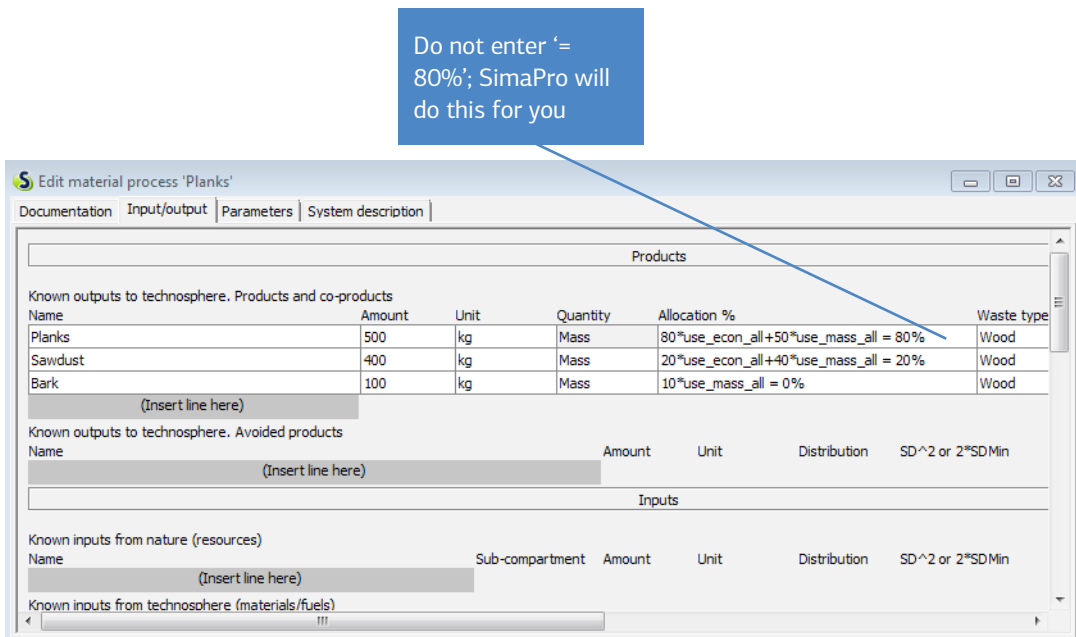 Do not enter ‘=
80%’; SimaPro will
do this for you
S Edit material process 'Planks'
Documentation Input/output Parameters System description
Products
Known outputs to technosphere. Products and co-products
Name Amount Unit Quantity Allocation % Waste type
Planks 500 kg Mass 80*use_econ_all+50*use_mass_all = 80% Wood
Sawdust 400 kg Mass 20*use_econ_all+40*use_mass_all = 20% Wood
Bark 100 kg Mass 10*use_mass_all = 0% Wood
(Insert line here)
Known outputs to technosphere. Avoided products
Name Amount Unit Distribution SD^2 or 2*SDMin
(Insert line here)
Inputs
Known inputs from nature (resources)
Name Sub-compartment Amount Unit Distribution SD^2 or 2*SDMin
(Insert line here)
Known inputs from technosphere (materials/fuels)